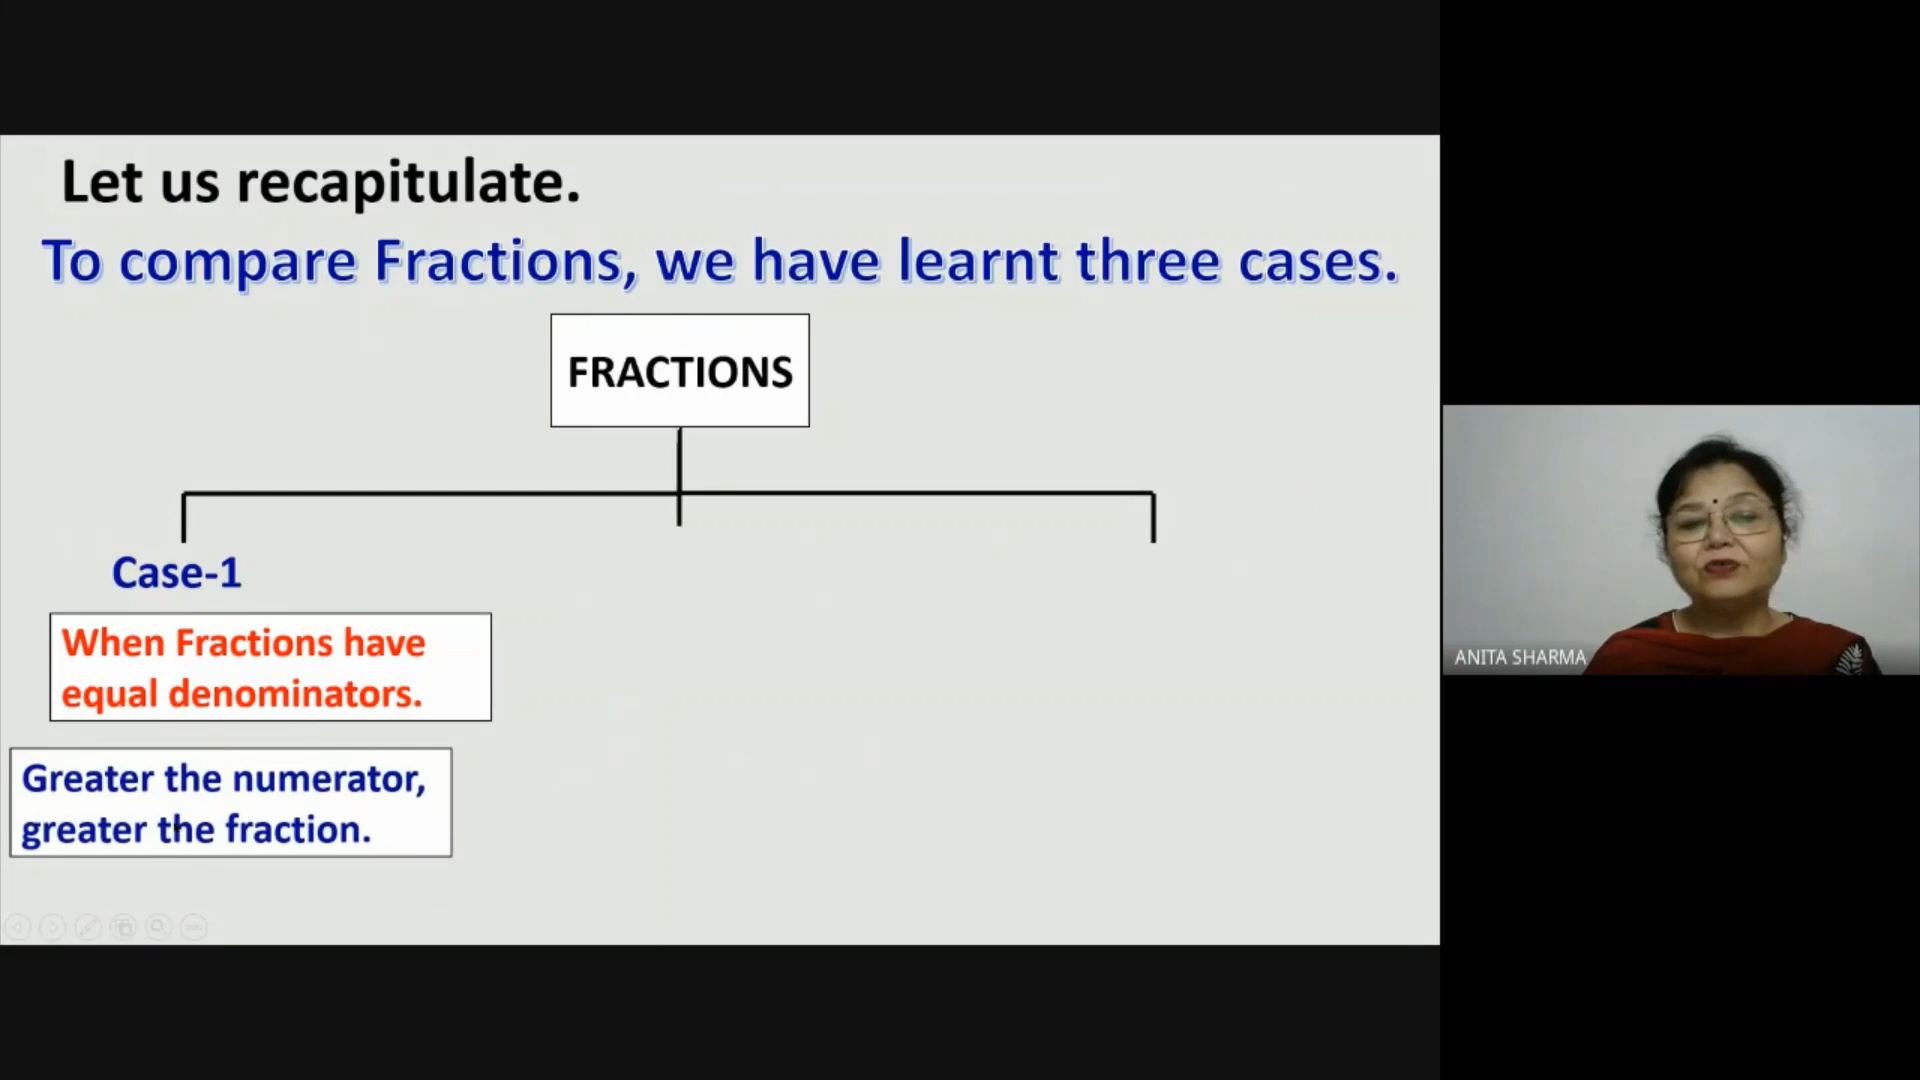 Let us recapitulate.
To compare Fractions, we have learnt three cases.
FRACTIONS
Case-1
When Fractions have
equal denominators.
Greater the numerator,
greater the fraction.
ANITA SHARMA